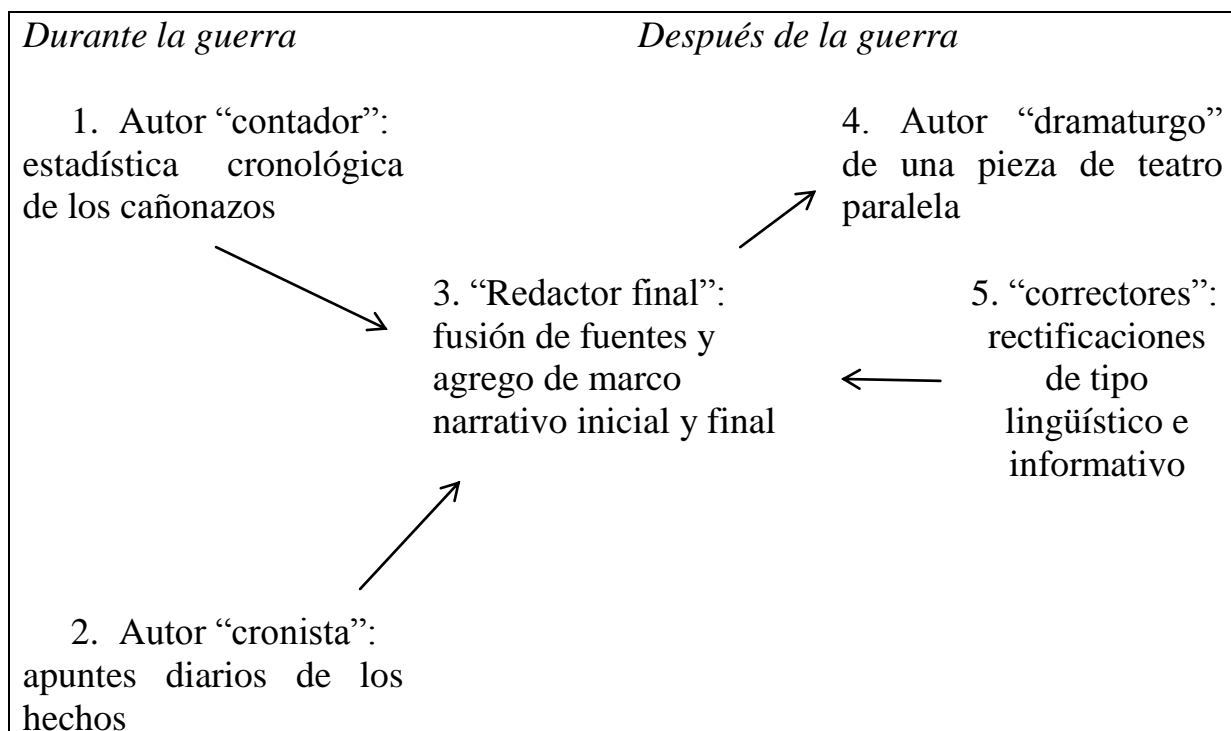 Durante la guerra
Después de la guerra
1. Autor “contador”:
estadística cronológica
de los cañonazos
4. Autor “dramaturgo”
de una pieza de teatro
paralela
3. “Redactor final”:
fusión de fuentes y
agrego de marco
narrativo inicial y final
5. “correctores”:
rectificaciones
de tipo
lingüístico e
informativo
2. Autor “cronista”:
apuntes diarios de los
hechos